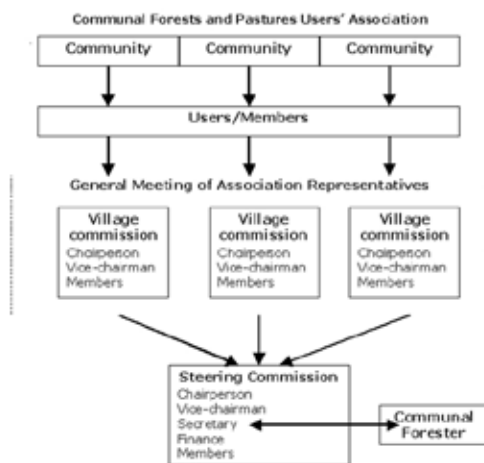 Communal Forests and Pastures Users' Association
Community Community Community
Users/Members
General Meeting of Association Representatives
Village commission
Chairperson
Vice-chairman
Members
Village commission
Chairperson
Vice-chairman
Members
Village commission
Chairperson
Vice-chairman
Members
Steering Commission
Chairperson
Vice-chairman
Secretary
Finance
Members
Communal
Forester